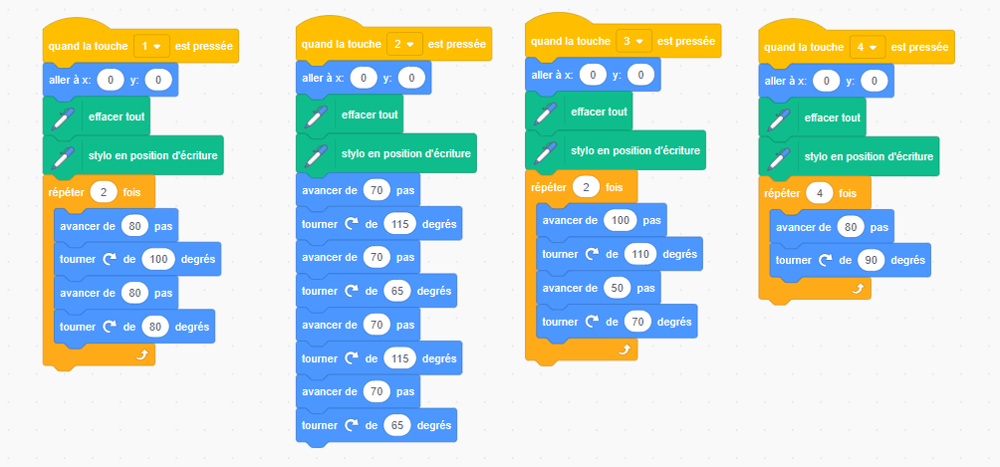 quand la touche 1 est pressée
aller à x: 0 y: 0
effacer tout
stylo en position d'écriture
répéter 2 fois
avancer de 80 pas
tourner de 100 degrés
avancer de 80 pas
tourner de 80 degrés
quand la touche 2 est pressée
aller à x: 0 y: 0
effacer tout
stylo en position d'écriture
avancer de 70 pas
tourner de 115 degrés
avancer de 70 pas
tourner de 65 degrés
avancer de 70 pas
tourner de 115 degrés
avancer de 70 pas
tourner de 65 degrés
quand la touche 3 est pressée
aller à x: 0 y: 0
effacer tout
stylo en position d'écriture
répéter 2 fois
avancer de 100 pas
tourner de 110 degrés
avancer de 50 pas
tourner de 70 degrés
quand la touche 4 est pressée
aller à x: 0 y: 0
effacer tout
stylo en position d'écriture
répéter 4 fois
avancer de 80 pas
tourner de 90 degrés